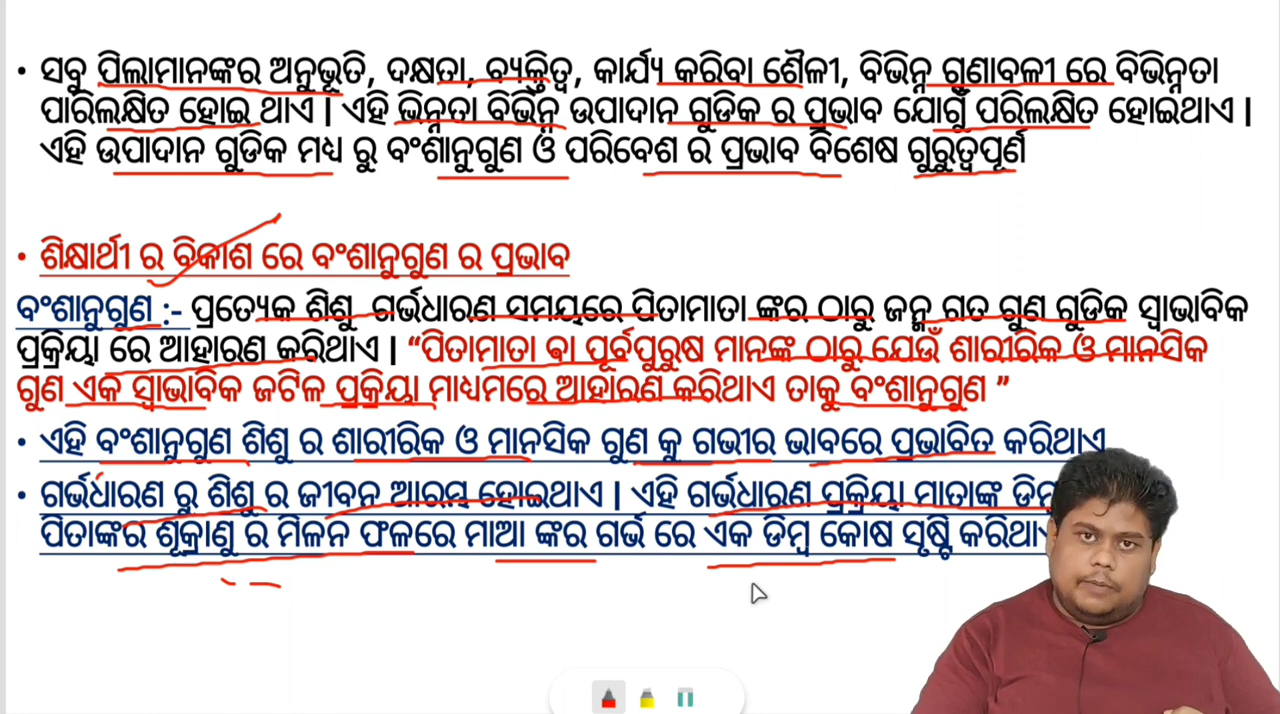 • ସବୁ ପିଲାମାନଙ୍କର ଅନୁଭୂତି, ଦକ୍ଷତା, ବ୍ୟକ୍ତିତ୍ୱ, କାର୍ଯ୍ୟ କରିବା ଶୈଳୀ, ବିଭିନ୍ନ ଗୁଣାବଳୀ ରେ ବିଭିନ୍ନତା
ପାରିଲକ୍ଷିତ ହୋଇ ଥାଏ | ଏହି ଭିନ୍ନତା ବିଭିନ୍ନ ଉପାଦାନ ଗୁଡିକ ର ପ୍ରଭାବ ଯୋଗୁଁ ପରିଲକ୍ଷିତ ହୋଇଥାଏ |
ଏହି ଉପାଦାନ ଗୁଡିକ ମଧ୍ୟ ରୁ ବଂଶାନୁଗୁଣ ଓ ପରିବେଶ ର ପ୍ରଭାବ ବିଶେଷ ଗୁରୁତ୍ୱପୂର୍ଣ
• ଶିକ୍ଷାର୍ଥୀ ର ବିକାଶ ରେ ବଂଶାନୁଗୁଣ ର ପ୍ରଭାବ
ବଂଶାନୁଗୁଣ :- ପ୍ରତ୍ୟେକ ଶିଶୁ ଗର୍ଭଧାରଣ ସମୟରେ ପିତାମାତା ଙ୍କର ଠାରୁ ଜନ୍ମ ଗତ ଗୁଣ ଗୁଡିକ ସ୍ୱାଭାବିକ
ପ୍ରକ୍ରିୟା ରେ ଆହାରଣ କରିଥାଏ | “ପିତାମାତା ଵା ପୂର୍ବପୁରୁଷ ମାନଙ୍କ ଠାରୁ ଯେଉଁ ଶାରୀରିକ ଓ ମାନସିକ
ଗୁଣ ଏକ ସ୍ୱାଭାବିକ ଜଟିଳ ପ୍ରକ୍ରିୟା ମାଧ୍ୟମରେ ଆହାରଣ କରିଥାଏ ତାକୁ ବଂଶାନୁଗୁଣ ”
• ଏହି ବଂଶାନୁଗୁଣ ଶିଶୁ ର ଶାରୀରିକ ଓ ମାନସିକ ଗୁଣ କୁ ଗଭୀର ଭାବରେ ପ୍ରଭାବିତ କରିଥାଏ
• ଗର୍ଭଧାରଣ ରୁ ଶିଶୁ ର ଜୀବନ ଆରମ୍ଭ ହୋଇଥାଏ | ଏହି ଗର୍ଭଧାରଣ ପ୍ରକ୍ରିୟା ମାତାଙ୍କ
ପିତାଙ୍କର ଶୂକ୍ରାଣୁ ର ମିଳନ ଫଳରେ ମାଆ ଙ୍କର ଗର୍ଭ ରେ ଏକ ଡିମ୍ବ କୋଷ ସୃଷ୍ଟି